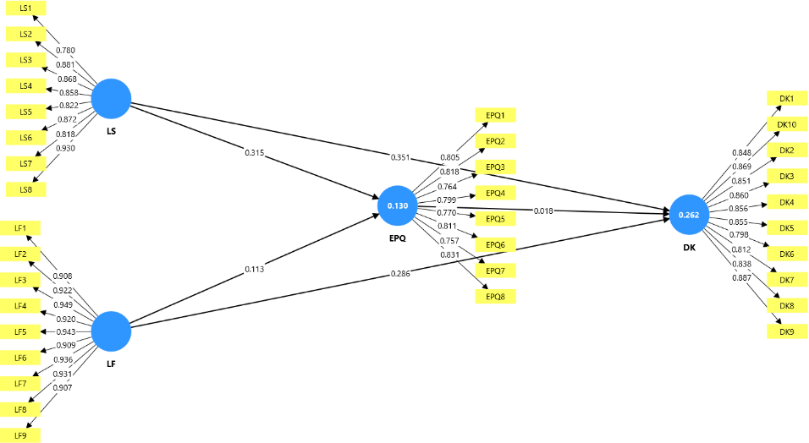 LS1
LS2
LS3
LS4
LS5
LS6
LS7
LS8
0.780
0.881
0.868
0.858
0.822
0.872
0.818
0.930
LS
0.315
0.351
EPQ1
EPQ2
EPQ3
EPQ4
EPQ5
EPQ6
EPQ7
EPQ8
0.805
0.818
0.764
0.799
0.770
0.811
0.757
0.831
0.130
EPQ
0.018
DK1
DK10
DK2
DK3
DK4
DK5
DK6
DK7
DK8
DK9
0.848
0.869
0.851
0.860
0.856
0.855
0.798
0.812
0.838
0.887
0.262
DK
LF1
LF2
LF3
LF4
LF5
LF6
LF7
LF8
LF9
0.908
0.922
0.949
0.920
0.943
0.909
0.936
0.931
0.907
LF
0.113
0.286